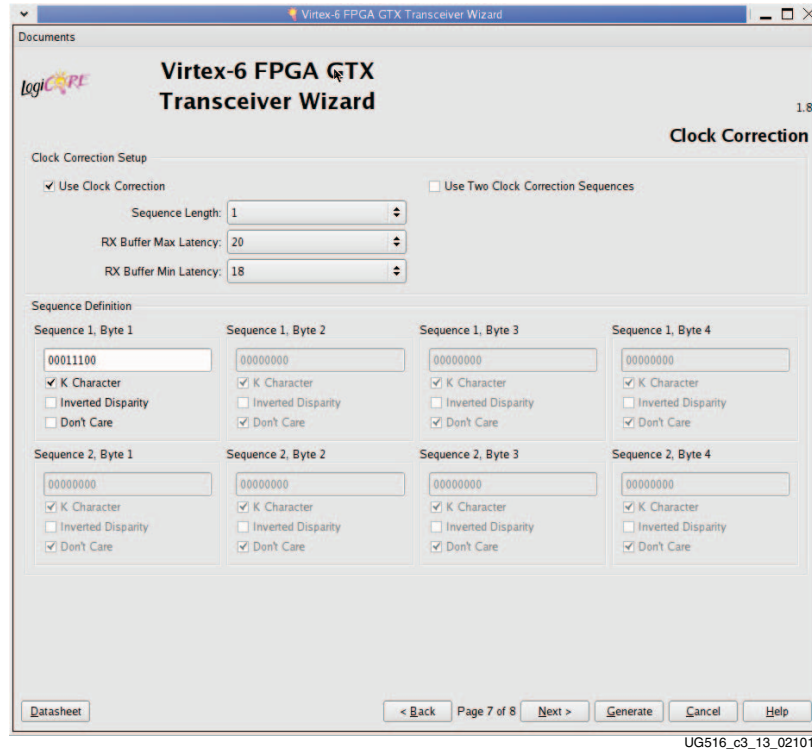 Virtex-6 FPGA GTX Transceiver Wizard
Documents
logiCORE
Virtex-6 FPGA GTX
Transceiver Wizard
1.8
Clock Correction
Clock Correction Setup
Use Clock Correction
Use Two Clock Correction Sequences
Sequence Length: 1
RX Buffer Max Latency: 20
RX Buffer Min Latency: 18
Sequence Definition
Sequence 1, Byte 1 Sequence 1, Byte 2 Sequence 1, Byte 3 Sequence 1, Byte 4
00011100 00000000 00000000 00000000
K Character K Character K Character K Character
Inverted Disparity Inverted Disparity Inverted Disparity Inverted Disparity
Don't Care Don't Care Don't Care Don't Care
Sequence 2, Byte 1 Sequence 2, Byte 2 Sequence 2, Byte 3 Sequence 2, Byte 4
00000000 00000000 00000000 00000000
K Character K Character K Character K Character
Inverted Disparity Inverted Disparity Inverted Disparity Inverted Disparity
Don't Care Don't Care Don't Care Don't Care
Datasheet < Back Page 7 of 8 Next > Generate Cancel Help
UG516_c3_13_02101